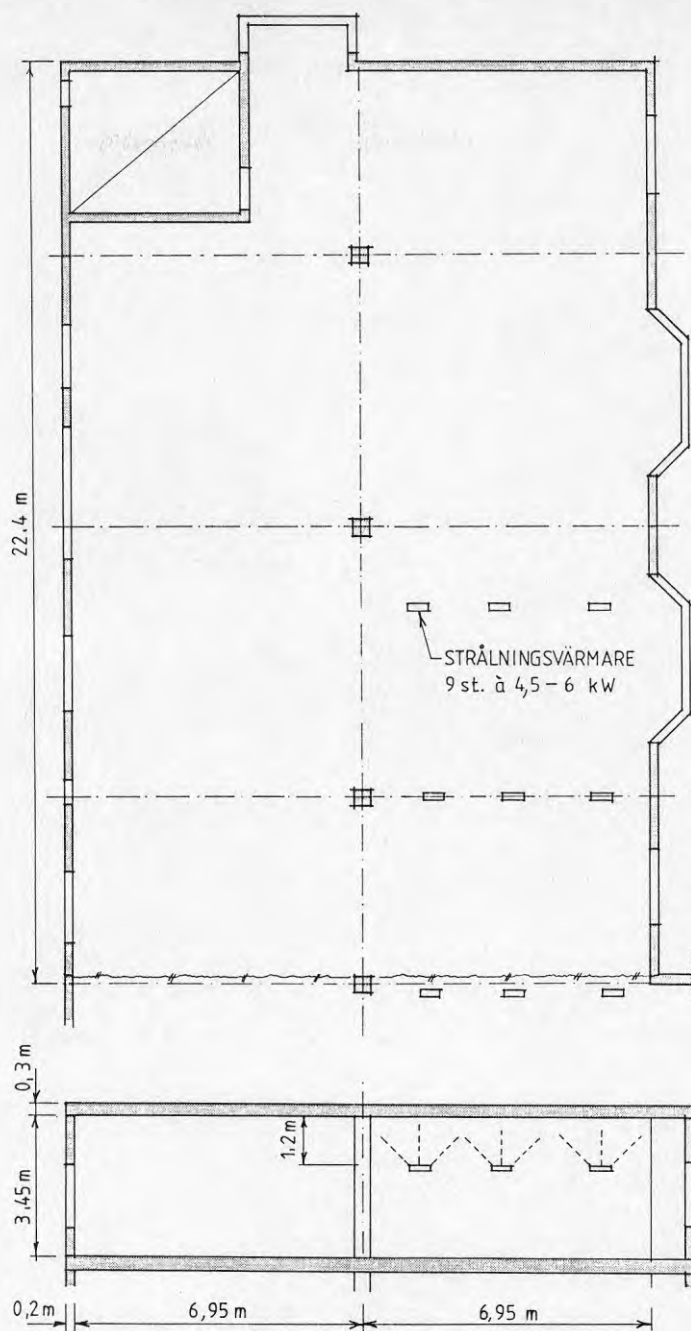 22.4 m
STRÅLNINGSVÄRMARE
9 st. à 4,5 – 6 kW
0,3 m
1.2 m
3,45 m
0,2 m
6,95 m
6,95 m